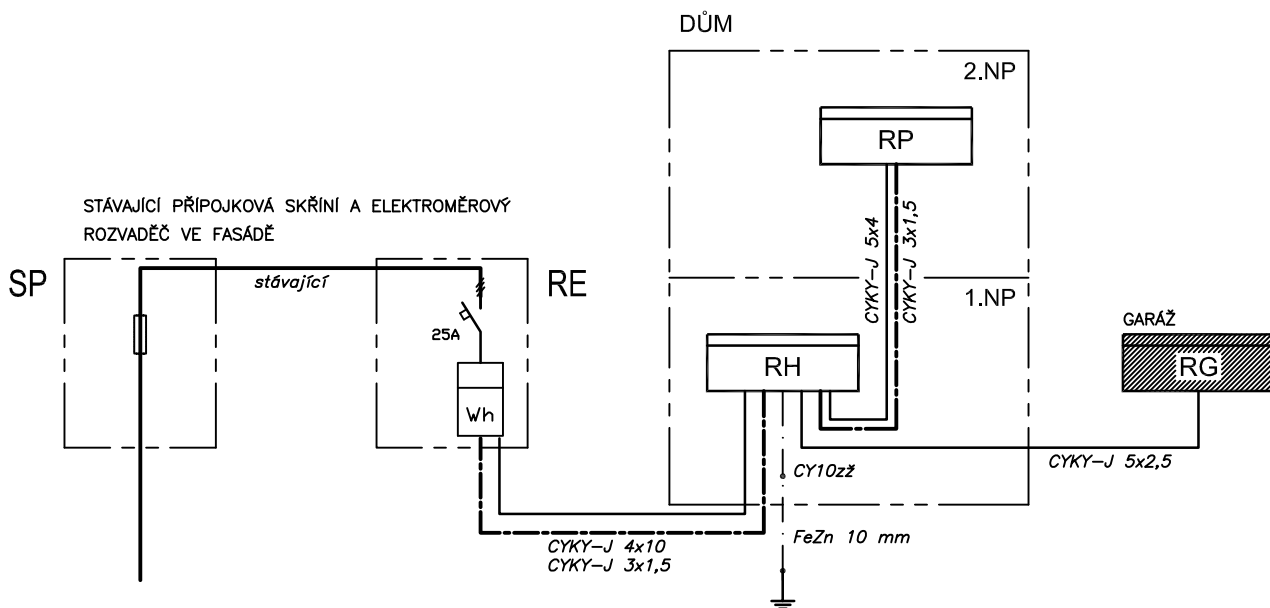 DŮM
2.NP
RP
STÁVAJÍCÍ PŘÍPOJKOVÁ SKŘÍNÍ A ELEKTROMĚROVÝ
ROZVADĚČ VE FASÁDĚ
CYKY-J 5x4
CYKY-J 3x1,5
SP
stávající
RE
1.NP
25A
GARÁŽ
RH
RG
Wh
CYKY-J 5x2,5
CY10zž
FeZn 10 mm
CYKY-J 4x10
CYKY-J 3x1,5